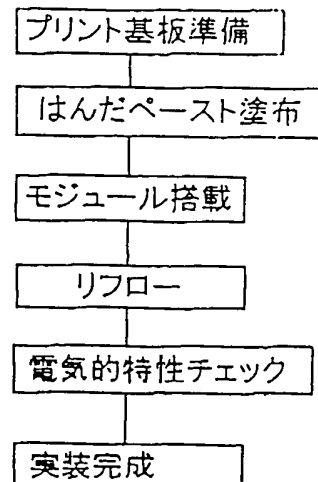 プリント基板準備
はんだペースト塗布
モジュール搭載
リフロー
電気的特性チェック
実装完成